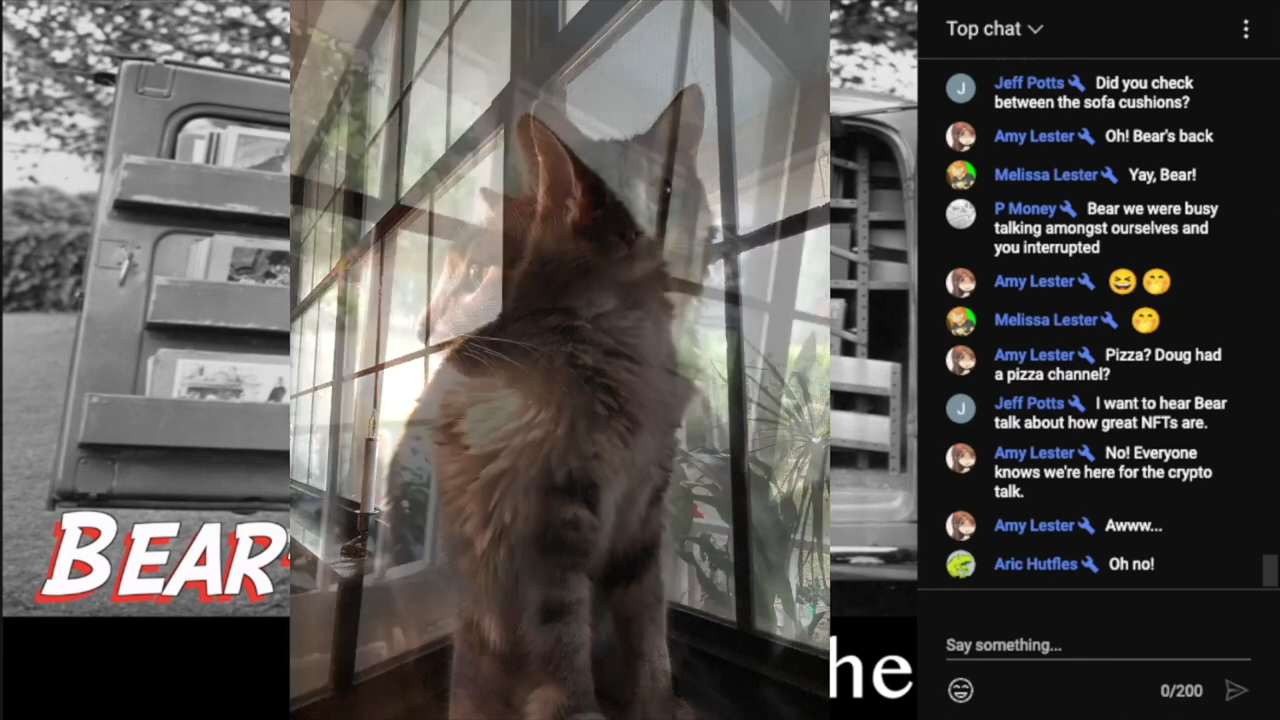 BEAR
he
Top chat
J
Jeff Potts Did you check
between the sofa cushions?
Amy Lester Oh! Bear's back
Melissa Lester Yay, Bear!
P Money Bear we were busy
talking amongst ourselves and
you interrupted
Amy Lester 😆 🤭
Melissa Lester 🤭
Amy Lester Pizza? Doug had
a pizza channel?
J
Jeff Potts I want to hear Bear
talk about how great NFTs are.
Amy Lester No! Everyone
knows we're here for the crypto
talk.
Amy Lester Awww...
Aric Hutfles Oh no!
Say something...
0/200